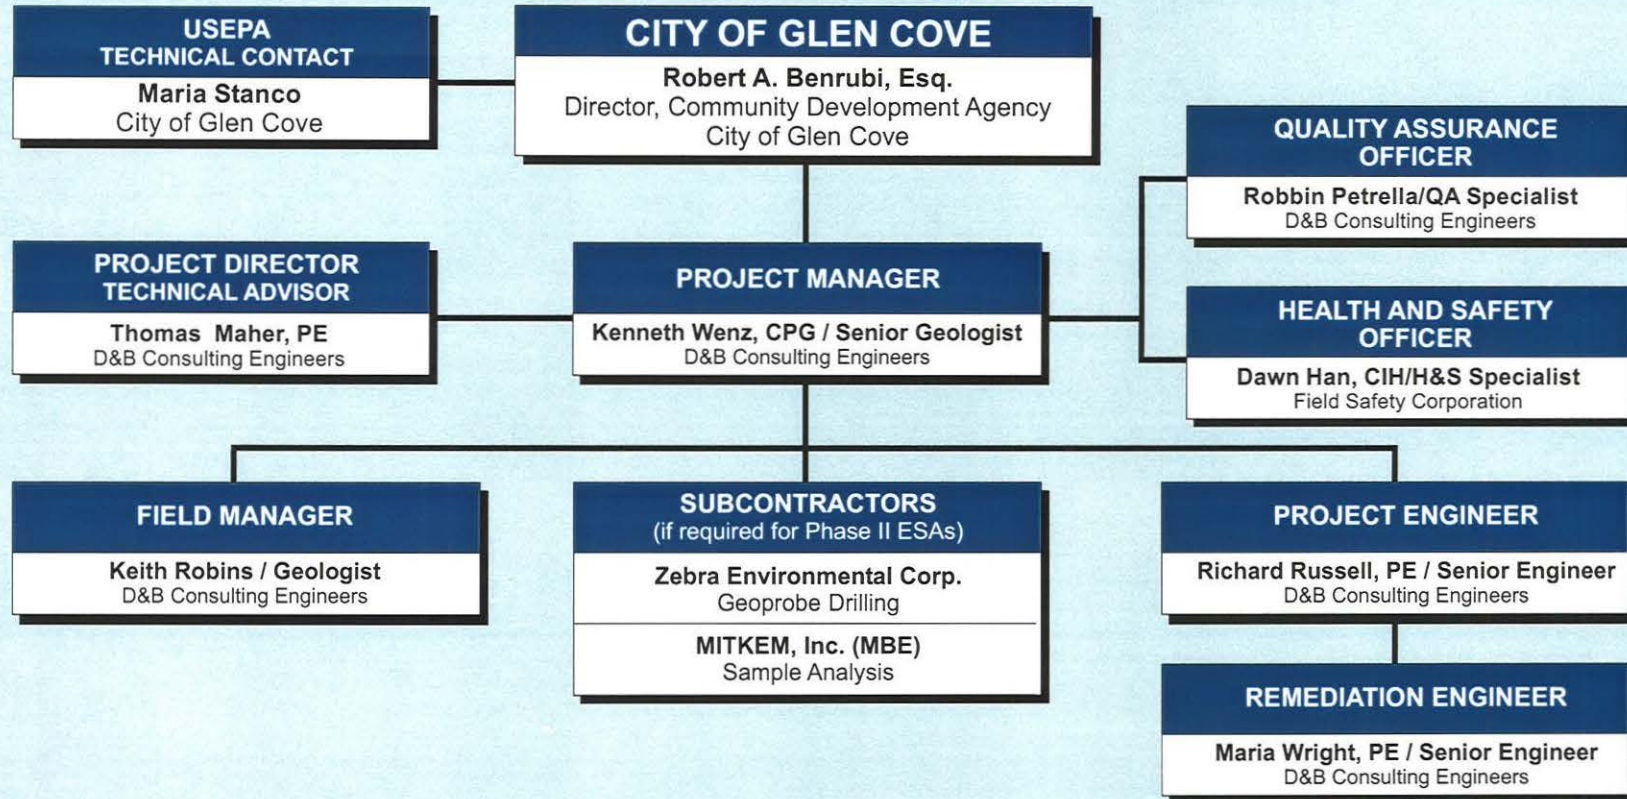 USEPA
TECHNICAL CONTACT
Maria Stanco
City of Glen Cove
CITY OF GLEN COVE
Robert A. Benrubi, Esq.
Director, Community Development Agency
City of Glen Cove
QUALITY ASSURANCE
OFFICER
Robbin Petrella/QA Specialist
D&B Consulting Engineers
PROJECT DIRECTOR
TECHNICAL ADVISOR
Thomas Maher, PE
D&B Consulting Engineers
PROJECT MANAGER
Kenneth Wenz, CPG / Senior Geologist
D&B Consulting Engineers
HEALTH AND SAFETY
OFFICER
Dawn Han, CIH/H&S Specialist
Field Safety Corporation
FIELD MANAGER
Keith Robins / Geologist
D&B Consulting Engineers
SUBCONTRACTORS
(if required for Phase II ESAs)
Zebra Environmental Corp.
Geoprobe Drilling
MITKEM, Inc. (MBE)
Sample Analysis
PROJECT ENGINEER
Richard Russell, PE / Senior Engineer
D&B Consulting Engineers
REMEDIATION ENGINEER
Maria Wright, PE / Senior Engineer
D&B Consulting Engineers